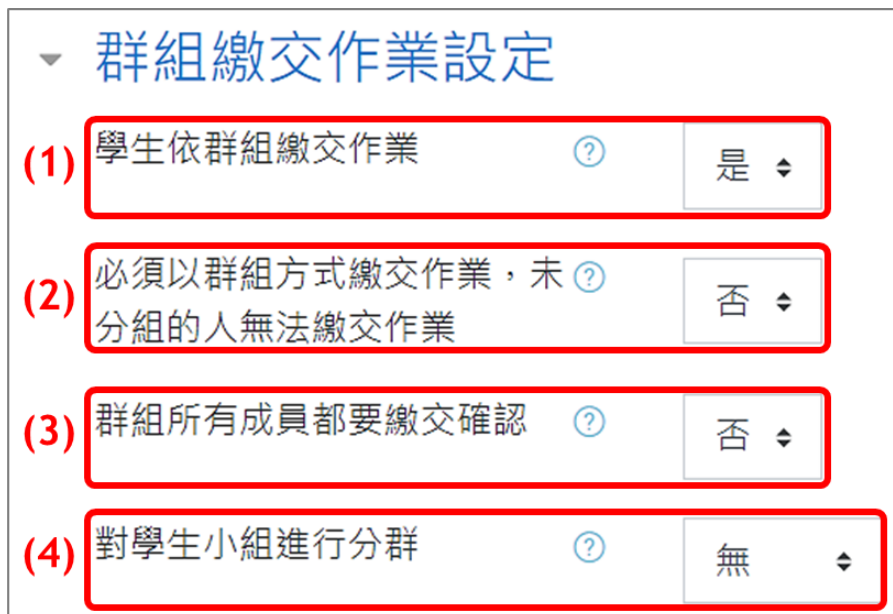 群組繳交作業設定
(1) 學生依群組繳交作業 ? 是
(2) 必須以群組方式繳交作業，未 ? 否
分組的人無法繳交作業
(3) 群組所有成員都要繳交確認 ? 否
(4) 對學生小組進行分群 ? 無